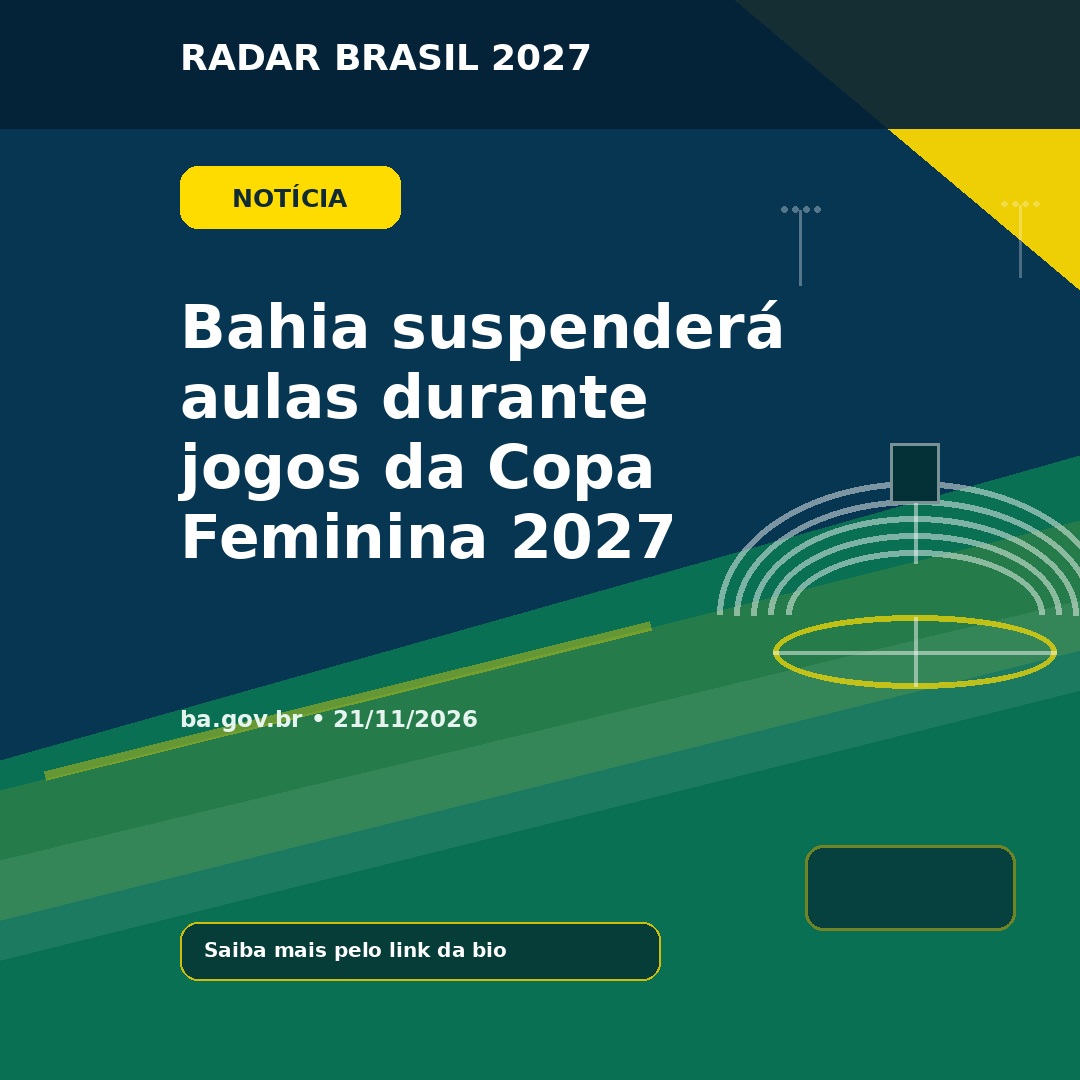 RADAR BRASIL 2027
NOTÍCIA
Bahia suspenderá
aulas durante
jogos da Copa
Feminina 2027
ba.gov.br • 21/11/2026
Saiba mais pelo link da bio